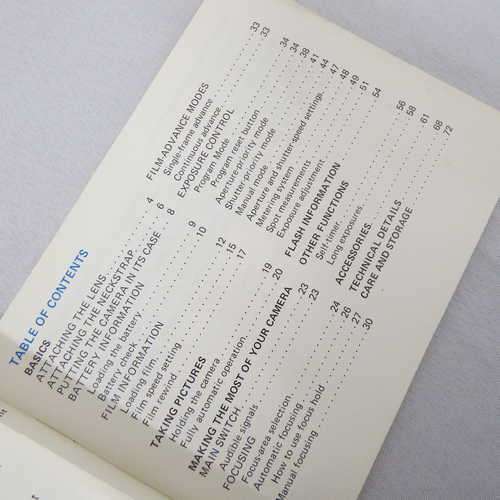 TABLE OF CONTENTS
BASICS
ATTACHING THE LENS 4
ATTACHING THE NECK-STRAP 6
PUTTING THE CAMERA IN ITS CASE 8
BATTERY INFORMATION
Loading the battery 9
Battery check 10
FILM INFORMATION
Loading film 12
Film speed setting 15
Film rewind 17
TAKING PICTURES
Holding the camera 19
Fully automatic operation 20
MAKING THE MOST OF YOUR CAMERA
MAIN SWITCH 23
Audible signals 23
FOCUSING
Focus-area selection 24
Automatic focusing 26
How to use focus hold 27
Manual focusing 30
FILM-ADVANCE MODES
Single-frame advance 33
Continuous advance 33
EXPOSURE CONTROL
Program Mode 34
Program reset button 34
Aperture-priority mode 38
Shutter-priority mode 41
Manual mode 44
Aperture and shutter-speed settings 47
Metering system 48
Spot measurements 49
Exposure adjustment 51
FLASH INFORMATION 54
OTHER FUNCTIONS
Self-timer 56
Long exposures 58
ACCESSORIES 61
TECHNICAL DETAILS 68
CARE AND STORAGE 72